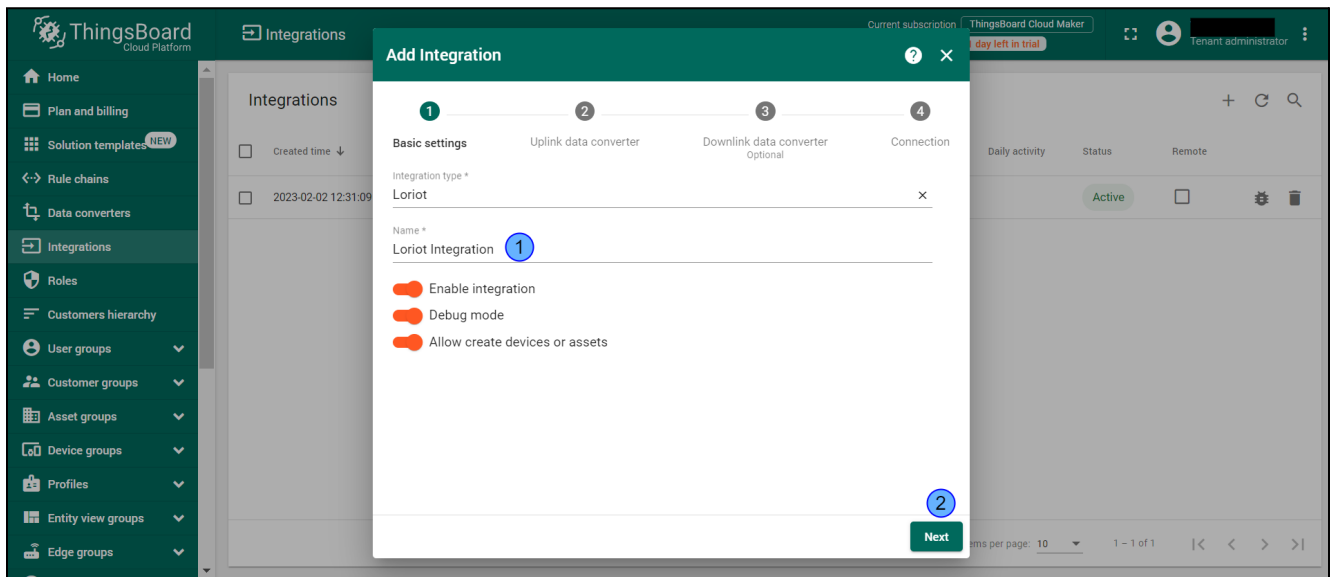 ThingsBoard
Cloud Platform
Integrations
Current subscription
ThingsBoard Cloud Maker
day left in trial
Tenant administrator
Home
Plan and billing
Solution templates NEW
Rule chains
Data converters
Integrations
Roles
Customers hierarchy
User groups
Customer groups
Asset groups
Device groups
Profiles
Entity view groups
Edge groups
Integrations
Created time
Daily activity
Status
Remote
2023-02-02 12:31:09
Active
Add Integration
?
1
2
3
4
Basic settings
Uplink data converter
Downlink data converter
Optional
Connection
Integration type *
Loriot
Name *
Loriot Integration
1
Enable integration
Debug mode
Allow create devices or assets
2
Next
ems per page: 10
1 – 1 of 1